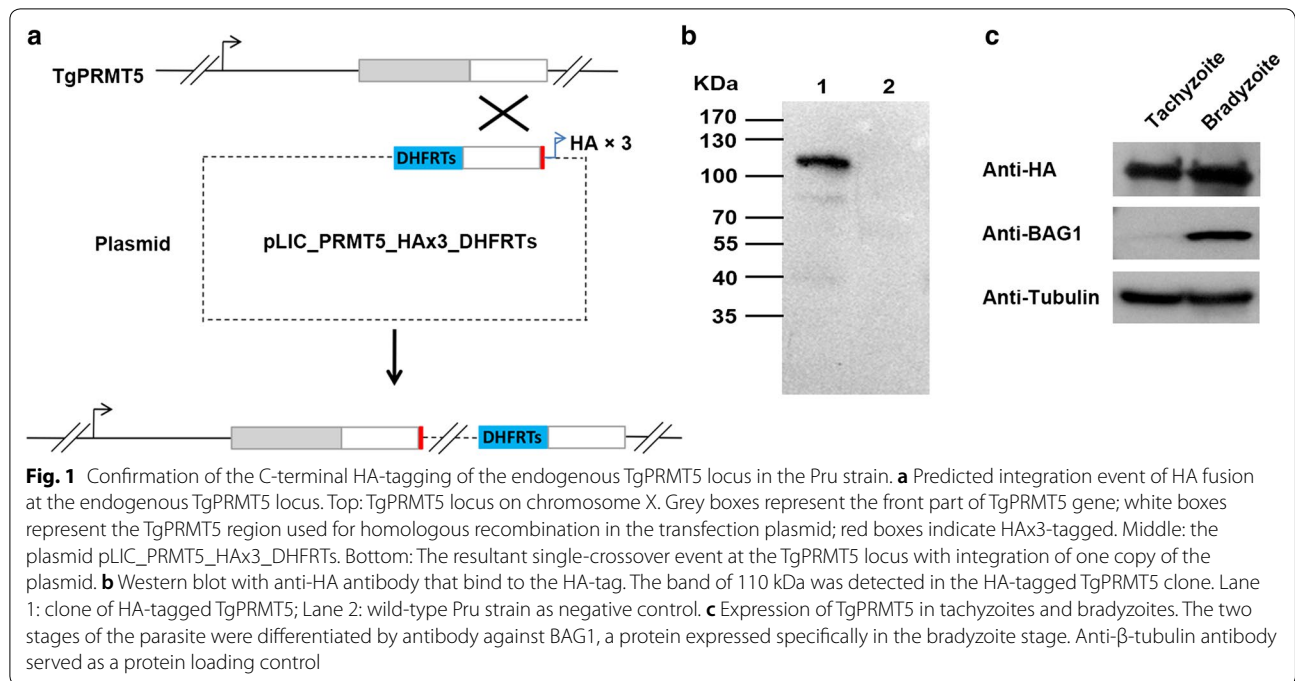 a
TgPRMT5
HA × 3
DHFRTs
Plasmid
pLIC_PRMT5_HAx3_DHFRTs
DHFRTs
b
KDa
1 2
170
130
100
70
55
40
35
c
Tachyzoite
Bradyzoite
Anti-HA
Anti-BAG1
Anti-Tubulin
Fig. 1 Confirmation of the C-terminal HA-tagging of the endogenous TgPRMT5 locus in the Pru strain. a Predicted integration event of HA fusion
at the endogenous TgPRMT5 locus. Top: TgPRMT5 locus on chromosome X. Grey boxes represent the front part of TgPRMT5 gene; white boxes
represent the TgPRMT5 region used for homologous recombination in the transfection plasmid; red boxes indicate HAx3-tagged. Middle: the
plasmid pLIC_PRMT5_HAx3_DHFRTs. Bottom: The resultant single-crossover event at the TgPRMT5 locus with integration of one copy of the
plasmid. b Western blot with anti-HA antibody that bind to the HA-tag. The band of 110 kDa was detected in the HA-tagged TgPRMT5 clone. Lane
1: clone of HA-tagged TgPRMT5; Lane 2: wild-type Pru strain as negative control. c Expression of TgPRMT5 in tachyzoites and bradyzoites. The two
stages of the parasite were differentiated by antibody against BAG1, a protein expressed specifically in the bradyzoite stage. Anti-β-tubulin antibody
served as a protein loading control